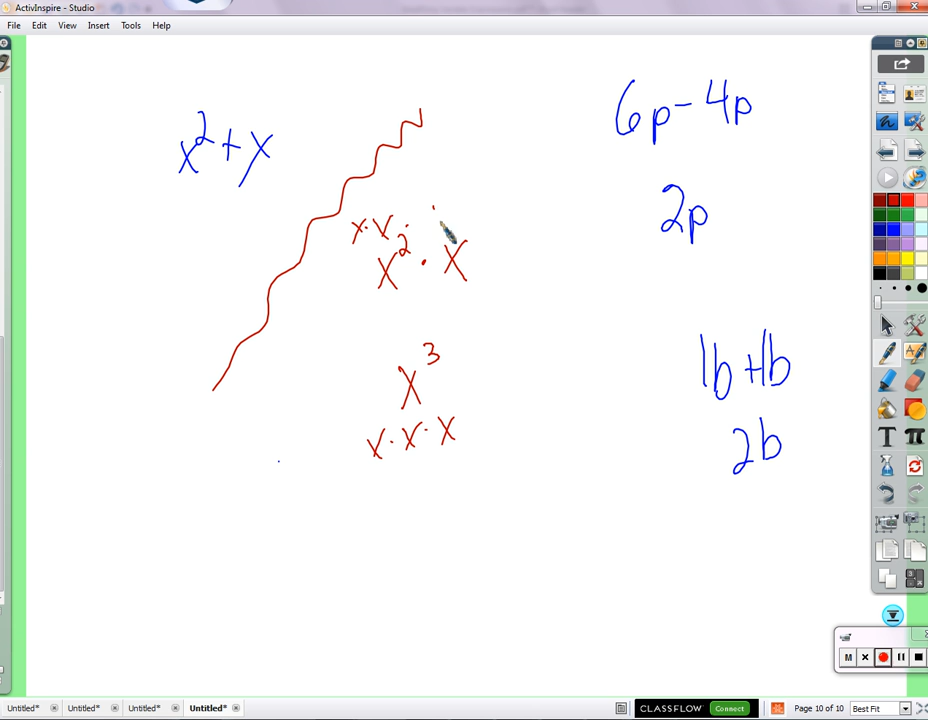 ActivInspire - Studio
File Edit View Insert Tools Help
x² + x
6p - 4p
2p
x · x ·
x² · x
x³
x · x · x
1b + 1b
2b
M
Untitled* Untitled* Untitled* Untitled*
CLASSFLOW Connect
Page 10 of 10 Best Fit